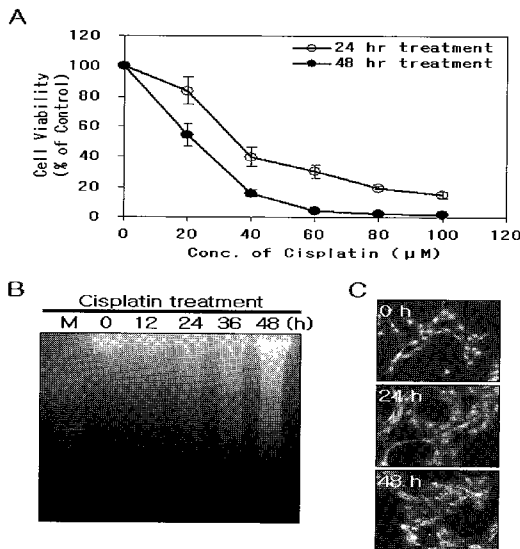 A
24 hr treatment
48 hr treatment
Cell Viability
(% of Control)
120
100
80
60
40
20
0
0 20 40 60 80 100 120
Conc. of Cisplatin (µM)
B
Cisplatin treatment
M 0 12 24 36 48 (h)
C
0 h
24 h
48 h